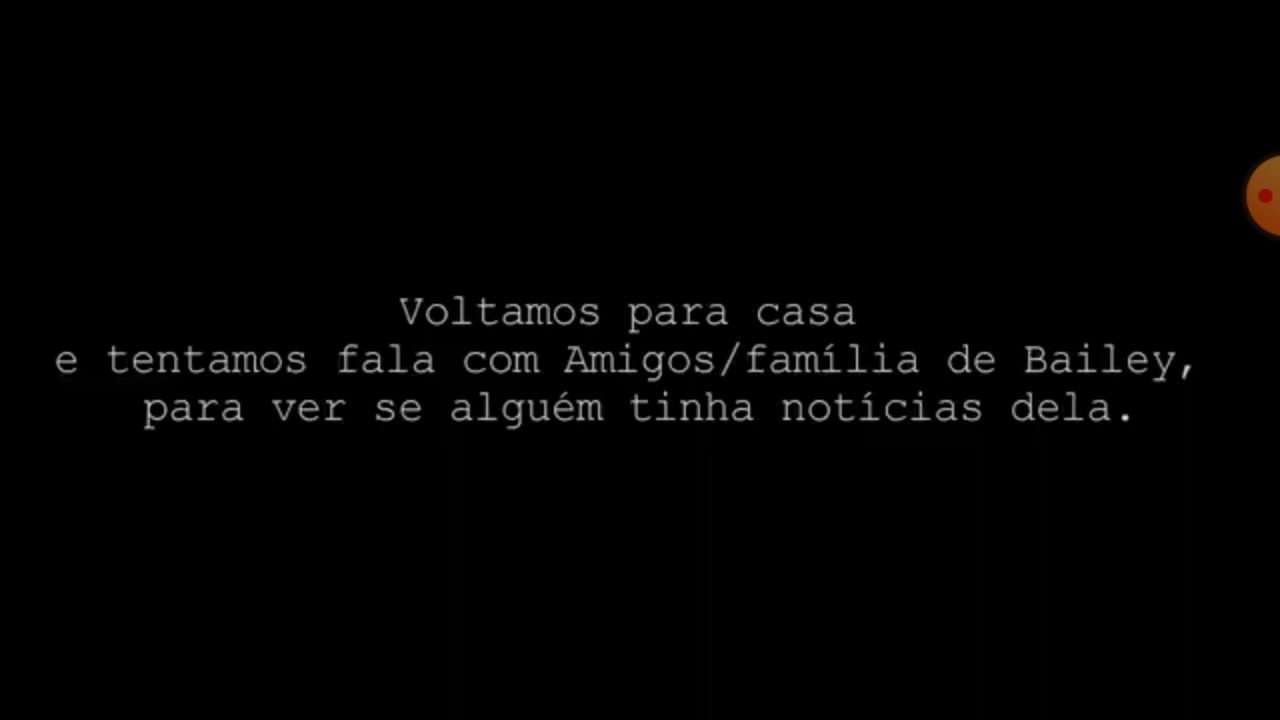 Voltamos para casa
e tentamos fala com Amigos/família de Bailey,
para ver se alguém tinha notícias dela.